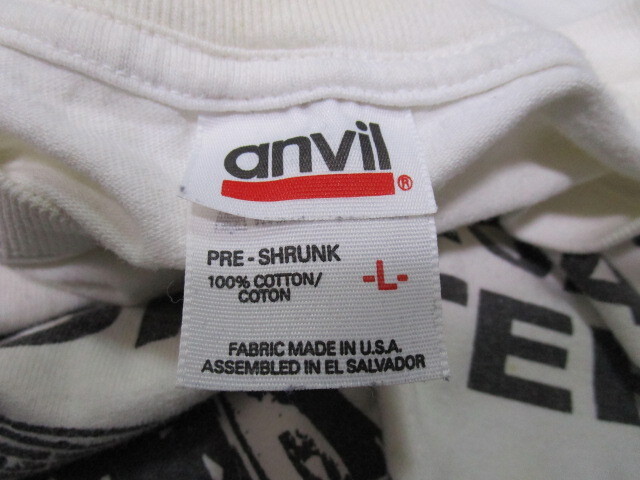 anvil®
PRE-SHRUNK
100% COTTON/
COTON
-L-
FABRIC MADE IN U.S.A.
ASSEMBLED IN EL SALVADOR